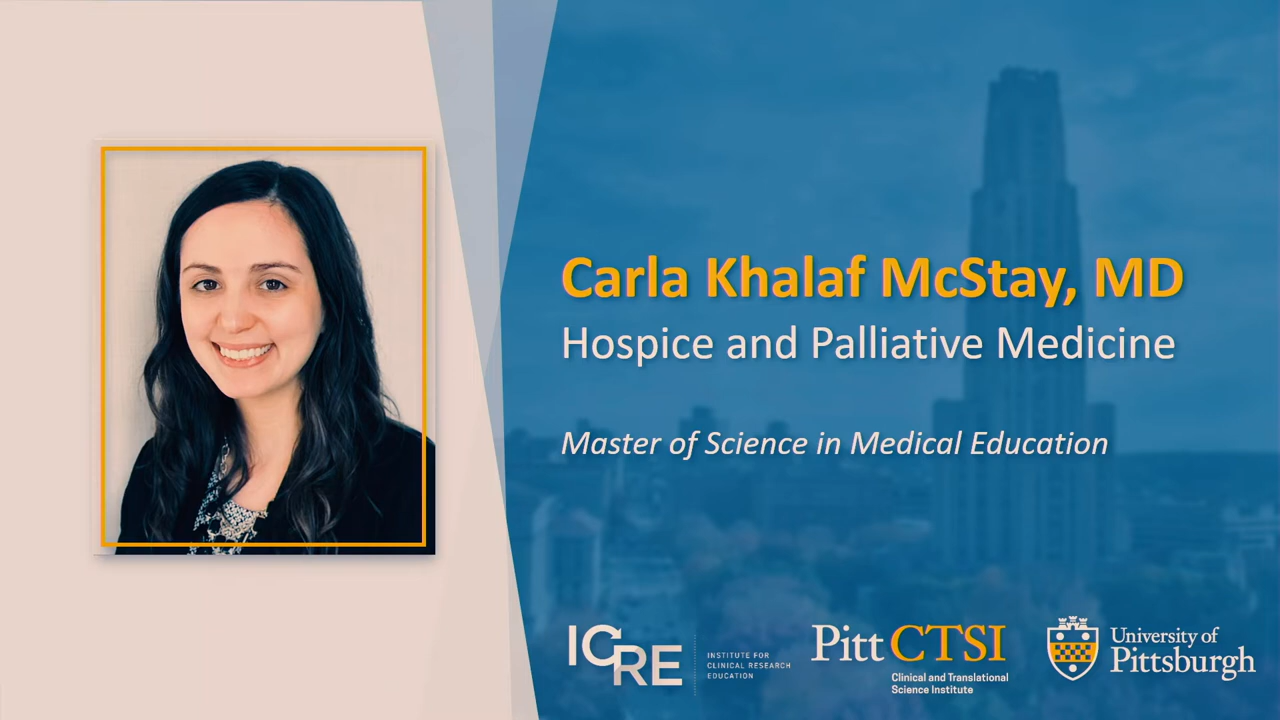 Carla Khalaf McStay, MD
Hospice and Palliative Medicine
Master of Science in Medical Education
ICRE
INSTITUTE FOR
CLINICAL RESEARCH
EDUCATION
Pitt CTSI
Clinical and Translational
Science Institute
University of
Pittsburgh